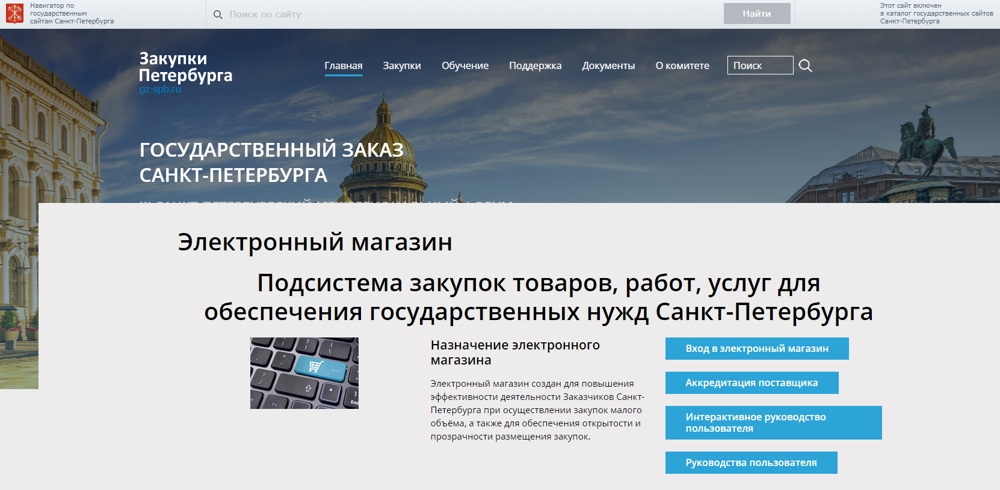 Навигатор по
государственным
сайтам Санкт-Петербурга
Поиск по сайту
Найти
Этот сайт включен
в каталог государственных сайтов
Санкт-Петербурга
Закупки
Петербурга
gz-spb.ru
Главная
Закупки
Обучение
Поддержка
Документы
О комитете
Поиск
ГОСУДАРСТВЕННЫЙ ЗАКАЗ
САНКТ-ПЕТЕРБУРГА
Электронный магазин
Подсистема закупок товаров, работ, услуг для
обеспечения государственных нужд Санкт-Петербурга
Назначение электронного
магазина
Электронный магазин создан для повышения
эффективности деятельности Заказчиков Санкт-
Петербурга при осуществлении закупок малого
объёма, а также для обеспечения открытости и
прозрачности размещения закупок.
Вход в электронный магазин
Аккредитация поставщика
Интерактивное руководство
пользователя
Руководства пользователя